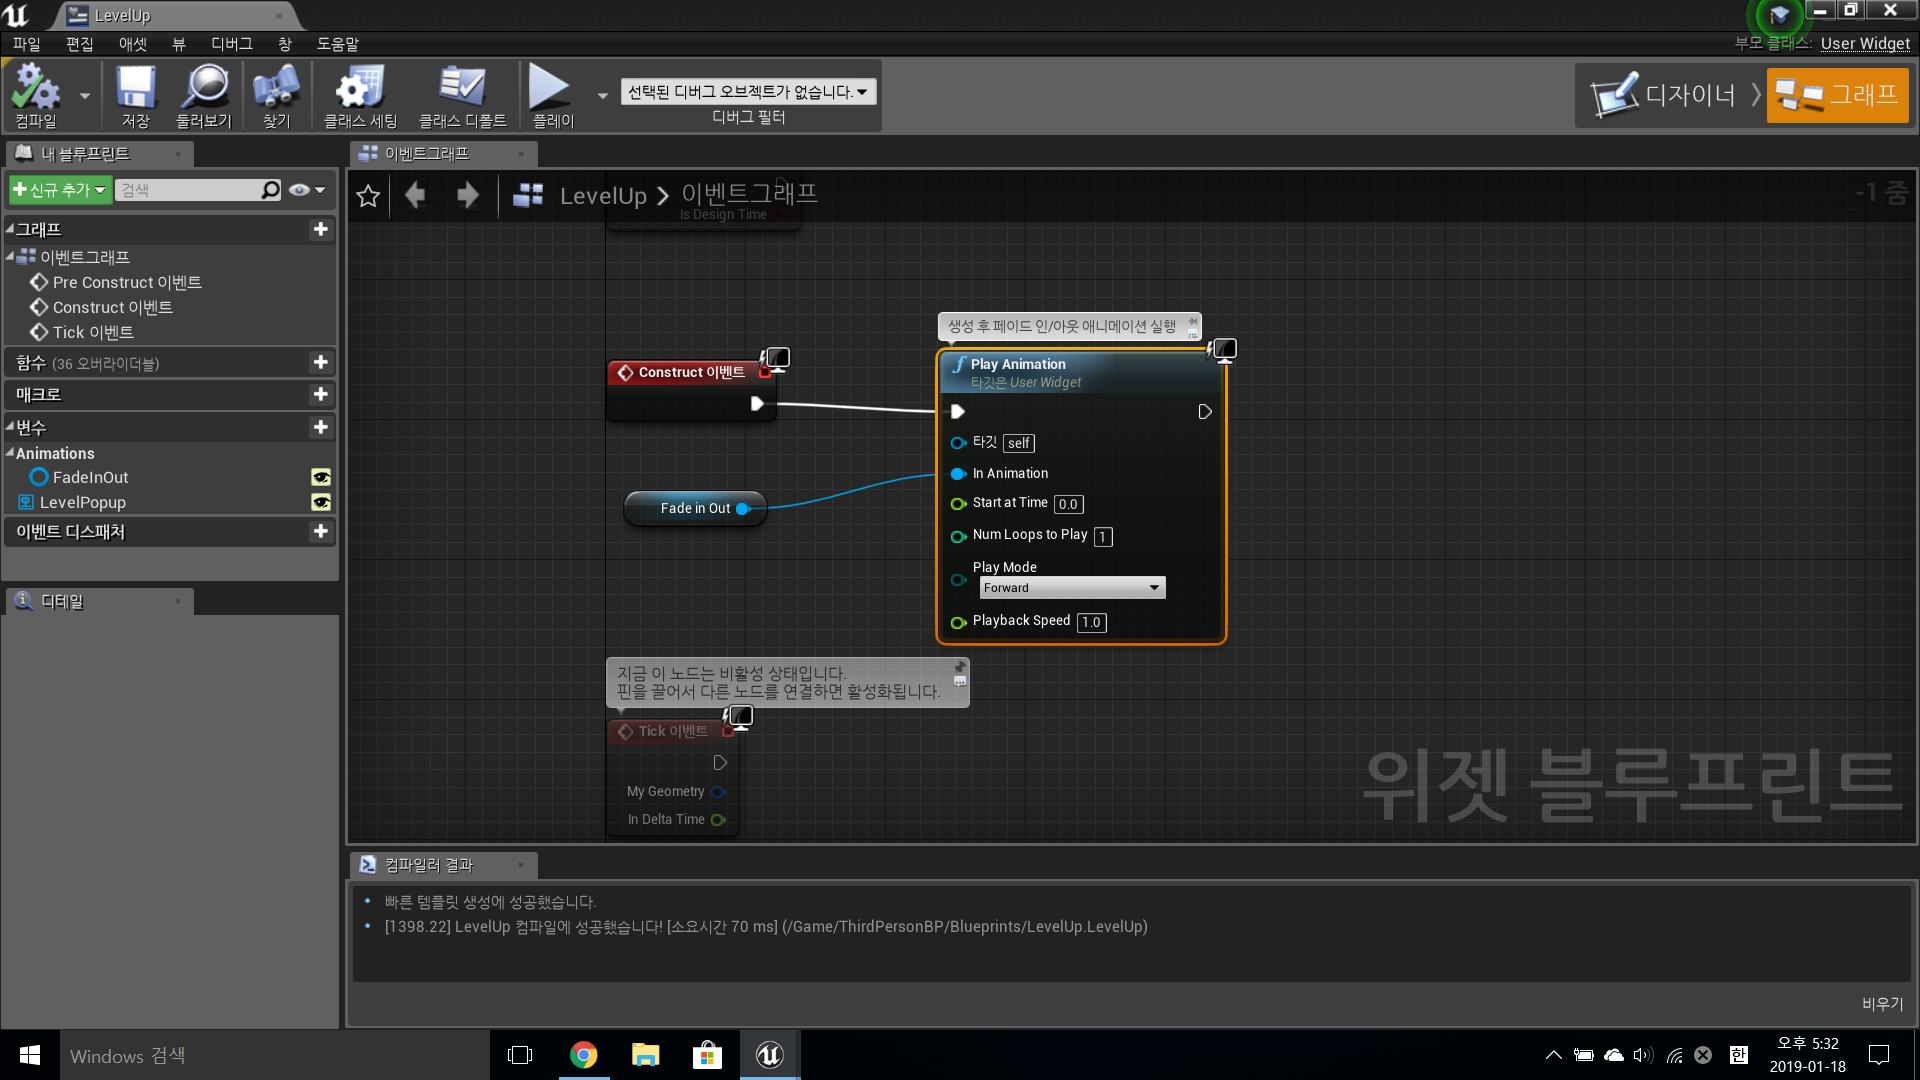 LevelUp
파일 편집 애셋 뷰 디버그 창 도움말
부모 클래스: User Widget
컴파일 저장 둘러보기 찾기 클래스 세팅 클래스 디폴트 플레이
선택된 디버그 오브젝트가 없습니다.
디버그 필터
디자이너
그래프
내 블루프린트
신규 추가
검색
그래프
이벤트그래프
Pre Construct 이벤트
Construct 이벤트
Tick 이벤트
함수 (36 오버라이더블)
매크로
변수
Animations
FadeInOut
LevelPopup
이벤트 디스패처
디테일
이벤트그래프
LevelUp > 이벤트그래프
-1 줌
Is Design Time
생성 후 페이드 인/아웃 애니메이션 실행
Construct 이벤트
Play Animation
타깃은 User Widget
타깃 self
In Animation
Fade in Out
Start at Time 0.0
Num Loops to Play 1
Play Mode
Forward
Playback Speed 1.0
지금 이 노드는 비활성 상태입니다.
핀을 끌어서 다른 노드를 연결하면 활성화됩니다.
Tick 이벤트
My Geometry
In Delta Time
위젯 블루프린트
컴파일러 결과
빠른 템플릿 생성에 성공했습니다.
[1398.22] LevelUp 컴파일에 성공했습니다! [소요시간 70 ms] (/Game/ThirdPersonBP/Blueprints/LevelUp.LevelUp)
비우기
Windows 검색
한
오후 5:32
2019-01-18